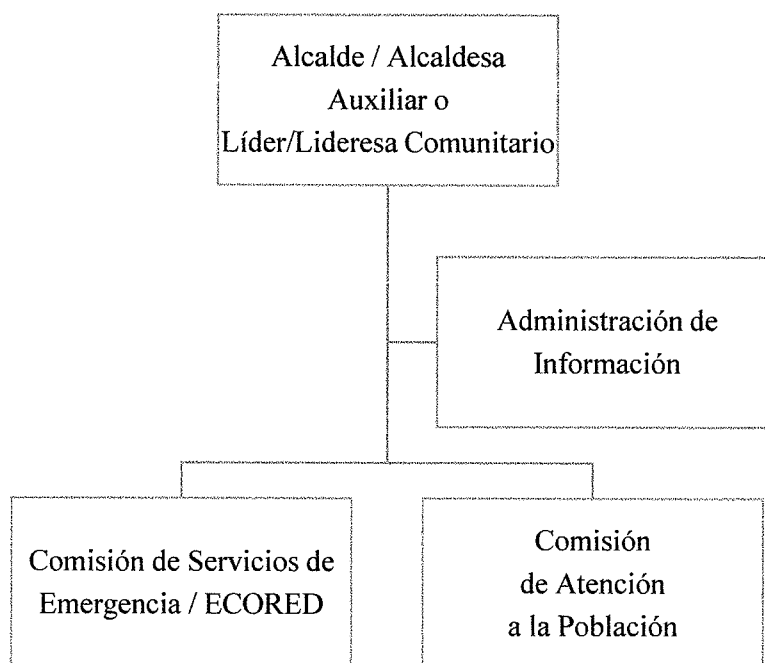 Alcalde / Alcaldesa
Auxiliar o
Líder/Lideresa Comunitario
Administración de
Información
Comisión de Servicios de
Emergencia / ECORED
Comisión
de Atención
a la Población